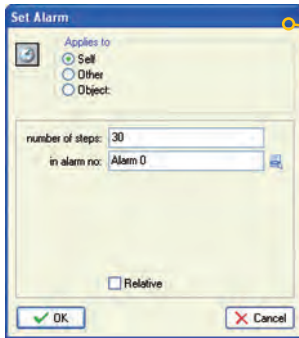 Set Alarm
Applies to
Self
Other
Object:
number of steps: 30
in alarm no: Alarm 0
Relative
OK
Cancel